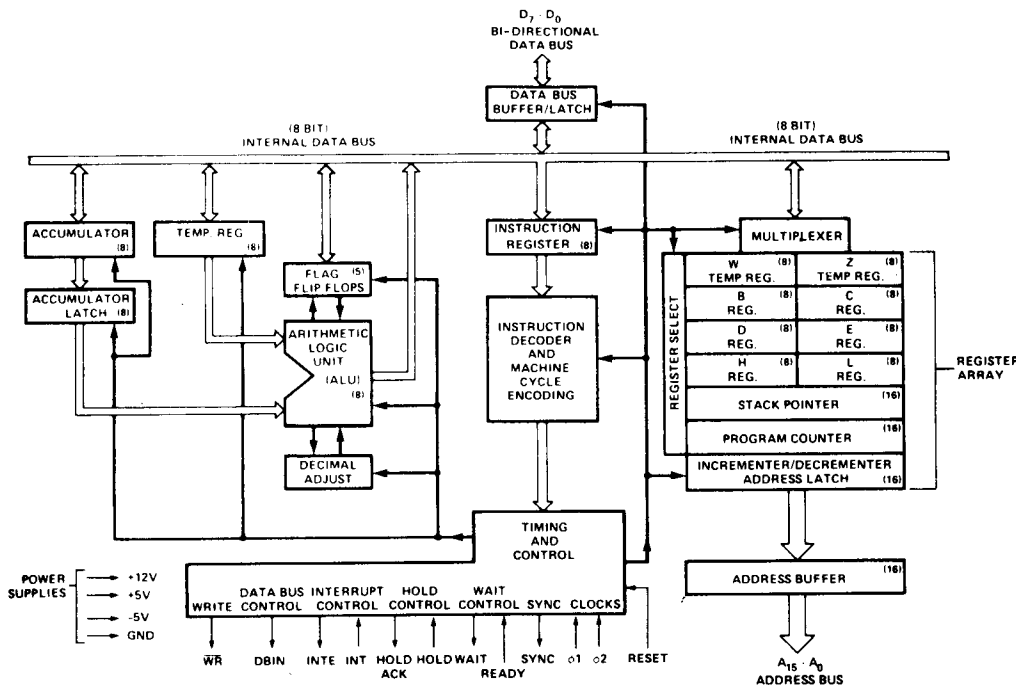 D7 - D0
BI-DIRECTIONAL
DATA BUS
DATA BUS
BUFFER/LATCH
(8 BIT)
INTERNAL DATA BUS
(8 BIT)
INTERNAL DATA BUS
ACCUMULATOR
(8)
TEMP. REG
(8)
INSTRUCTION
REGISTER (8)
MULTIPLEXER
FLAG (5)
FLIP FLOPS
ACCUMULATOR
LATCH (8)
ARITHMETIC
LOGIC
UNIT
(ALU)
(8)
DECIMAL
ADJUST
INSTRUCTION
DECODER
AND
MACHINE
CYCLE
ENCODING
REGISTER SELECT
W (8)
TEMP REG.
Z (8)
TEMP REG.
B (8)
REG.
C (8)
REG.
D (8)
REG.
E (8)
REG.
H (8)
REG.
L (8)
REG.
STACK POINTER (16)
PROGRAM COUNTER (16)
INCREMENTER/DECREMENTER
ADDRESS LATCH (16)
REGISTER
ARRAY
TIMING
AND
CONTROL
WRITE
DATA BUS
CONTROL
INTERRUPT
CONTROL
HOLD
CONTROL
WAIT
CONTROL
SYNC
CLOCKS
ADDRESS BUFFER (16)
POWER
SUPPLIES
+12V
+5V
-5V
GND
WR
DBIN
INTE
INT
HOLD
ACK
HOLD
WAIT
READY
SYNC
ø1
ø2
RESET
A15 - A0
ADDRESS BUS